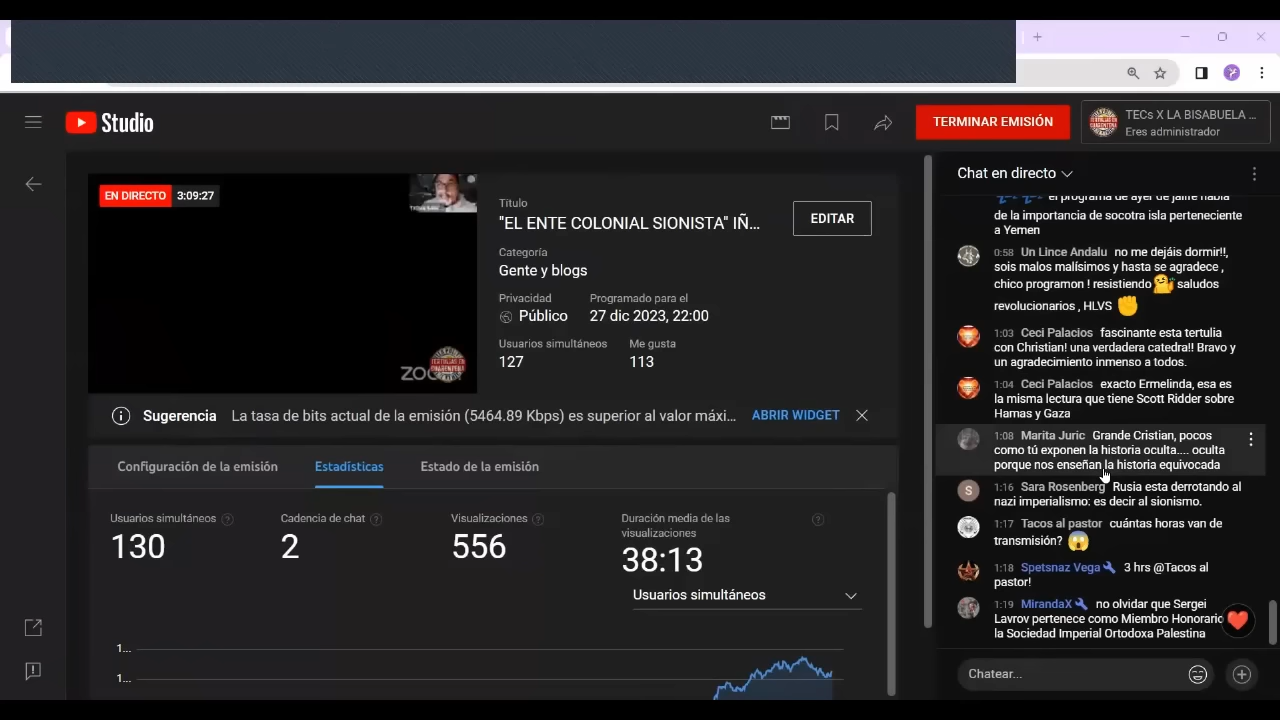 Studio
TERMINAR EMISIÓN
TECs X LA BISABUELA ...
Eres administrador
EN DIRECTO 3:09:27
ZOO
Título
"EL ENTE COLONIAL SIONISTA" IÑ...
EDITAR
Categoría
Gente y blogs
Privacidad
Público
Programado para el
27 dic 2023, 22:00
Usuarios simultáneos
127
Me gusta
113
Sugerencia La tasa de bits actual de la emisión (5464.89 Kbps) es superior al valor máxi... ABRIR WIDGET
Configuración de la emisión
Estadísticas
Estado de la emisión
Usuarios simultáneos
130
Cadencia de chat
2
Visualizaciones
556
Duración media de las
visualizaciones
38:13
Usuarios simultáneos
1...
1...
Chat en directo
el programa de ayer de jalife habla
de la importancia de socotra isla perteneciente
a Yemen
0:58 Un Lince Andalu no me dejáis dormir!!,
sois malos malísimos y hasta se agradece ,
chico programon ! resistiendo saludos
revolucionarios , HLVS
1:03 Ceci Palacios fascinante esta tertulia
con Christian! una verdadera catedra!! Bravo y
un agradecimiento inmenso a todos.
1:04 Ceci Palacios exacto Ermelinda, esa es
la misma lectura que tiene Scott Ridder sobre
Hamas y Gaza
1:08 Marita Juric Grande Cristian, pocos
como tú exponen la historia oculta.... oculta
porque nos enseñan la historia equivocada
S
1:16 Sara Rosenberg Rusia esta derrotando al
nazi imperialismo: es decir al sionismo.
1:17 Tacos al pastor cuántas horas van de
transmisión?
1:18 Spetsnaz Vega 3 hrs @Tacos al
pastor!
1:19 MirandaX no olvidar que Sergei
Lavrov pertenece como Miembro Honorario
la Sociedad Imperial Ortodoxa Palestina
Chatear...